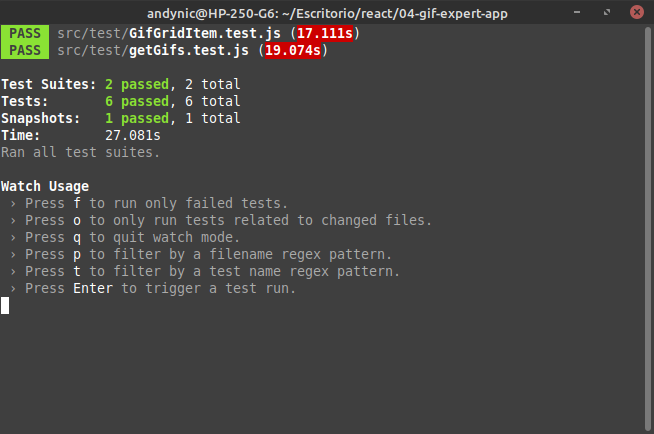 andynic@HP-250-G6: ~/Escritorio/react/04-gif-expert-app
PASS src/test/GifGridItem.test.js (17.111s)
PASS src/test/getGifs.test.js (19.074s)
Test Suites: 2 passed, 2 total
Tests:       6 passed, 6 total
Snapshots:   1 passed, 1 total
Time:        27.081s
Ran all test suites.
Watch Usage
 › Press f to run only failed tests.
 › Press o to only run tests related to changed files.
 › Press q to quit watch mode.
 › Press p to filter by a filename regex pattern.
 › Press t to filter by a test name regex pattern.
 › Press Enter to trigger a test run.